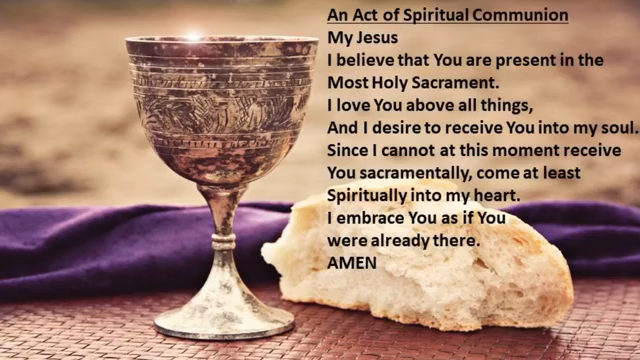 An Act of Spiritual Communion
My Jesus
I believe that You are present in the
Most Holy Sacrament.
I love You above all things,
And I desire to receive You into my soul.
Since I cannot at this moment receive
You sacramentally, come at least
Spiritually into my heart.
I embrace You as if You
were already there.
AMEN